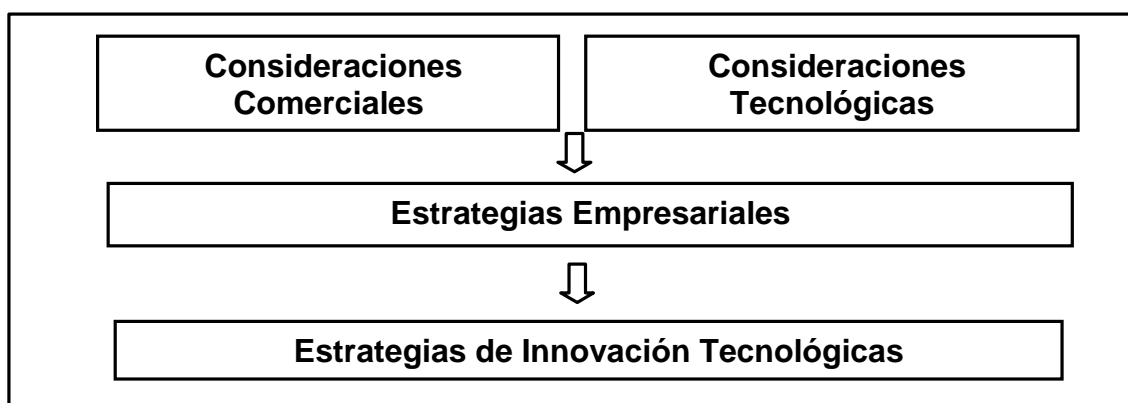 Consideraciones
Comerciales
Consideraciones
Tecnológicas
Estrategias Empresariales
Estrategias de Innovación Tecnológicas